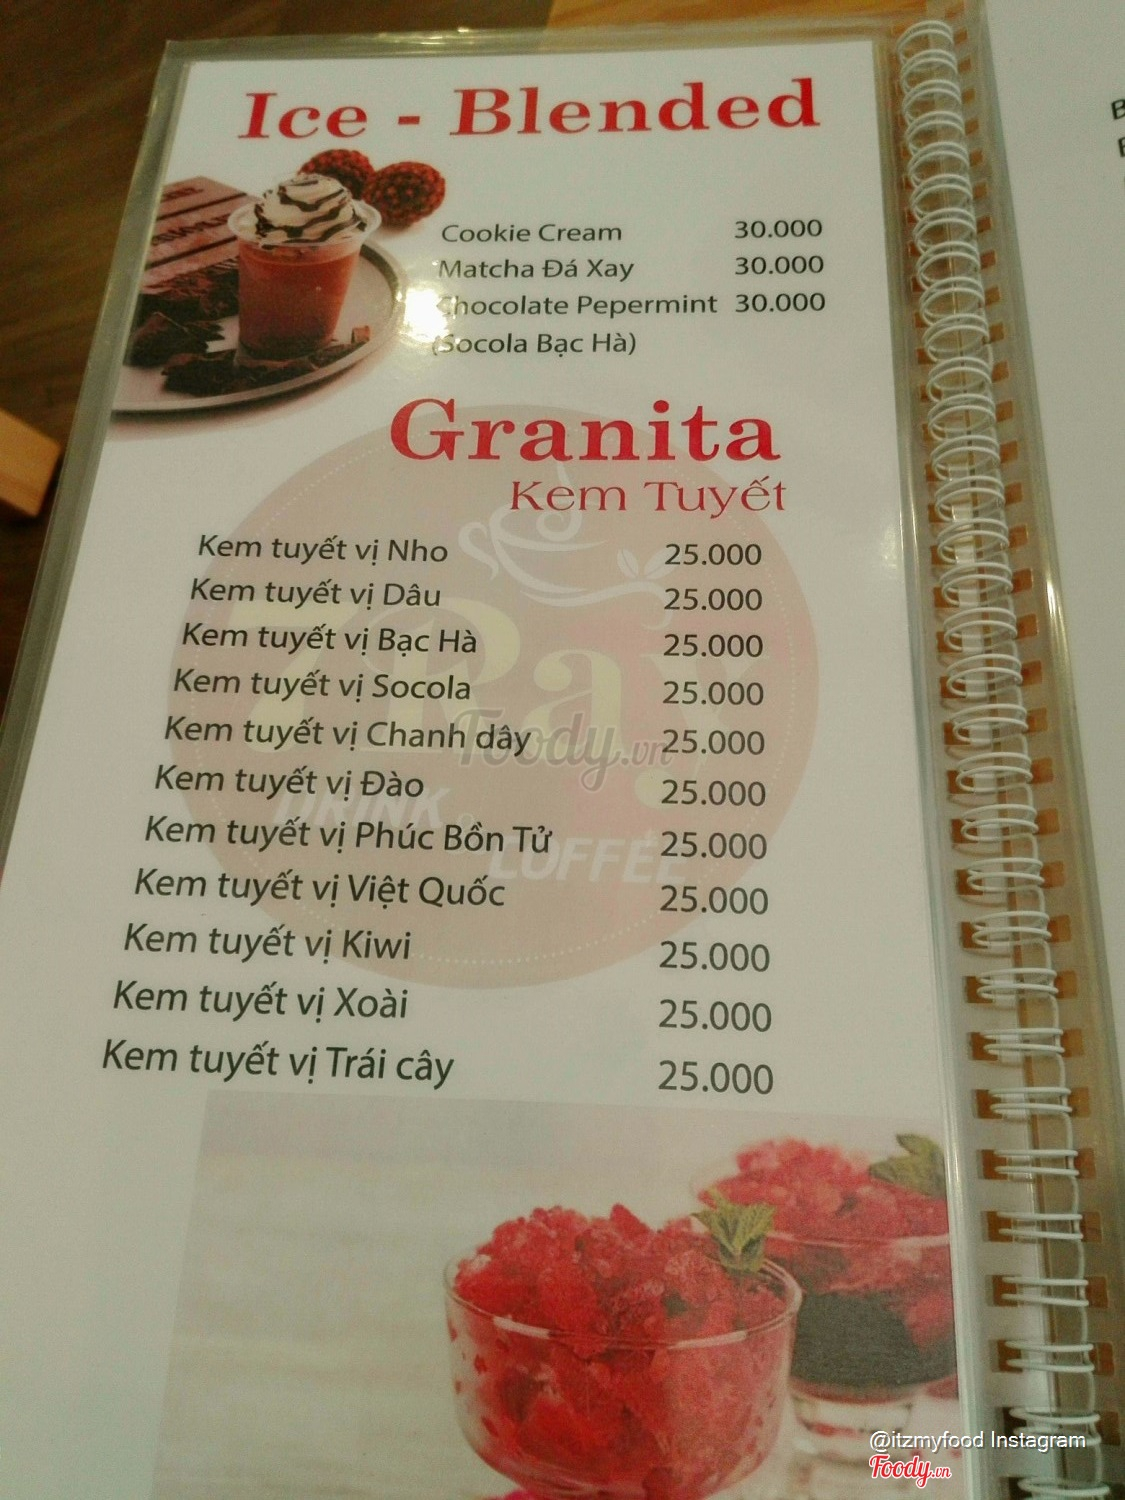 Ice - Blended
Cookie Cream 30.000
Matcha Đá Xay 30.000
Chocolate Pepermint 30.000
(Socola Bạc Hà)
Granita
Kem Tuyết
Kem tuyết vị Nho 25.000
Kem tuyết vị Dâu 25.000
Kem tuyết vị Bạc Hà 25.000
Kem tuyết vị Socola 25.000
Kem tuyết vị Chanh dây 25.000
Kem tuyết vị Đào 25.000
Kem tuyết vị Phúc Bồn Tử 25.000
Kem tuyết vị Việt Quốc 25.000
Kem tuyết vị Kiwi 25.000
Kem tuyết vị Xoài 25.000
Kem tuyết vị Trái cây 25.000
DRINK
COFFEE
Foody.vn
@itzmyfood Instagram
Foody.vn